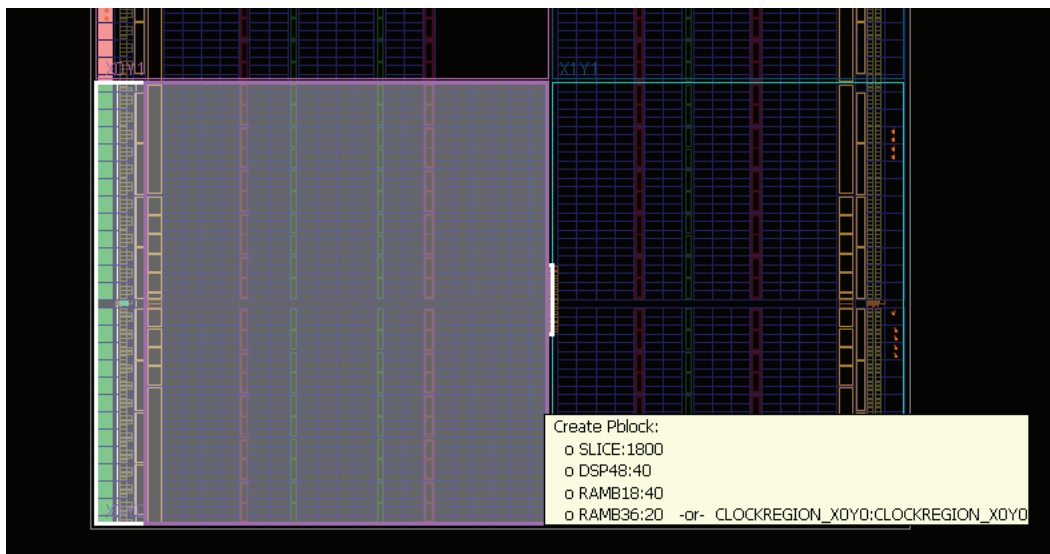 X0Y1
X1Y1
Create Pblock:
o SLICE:1800
o DSP48:40
o RAMB18:40
o RAMB36:20 -or- CLOCKREGION_X0Y0:CLOCKREGION_X0Y0